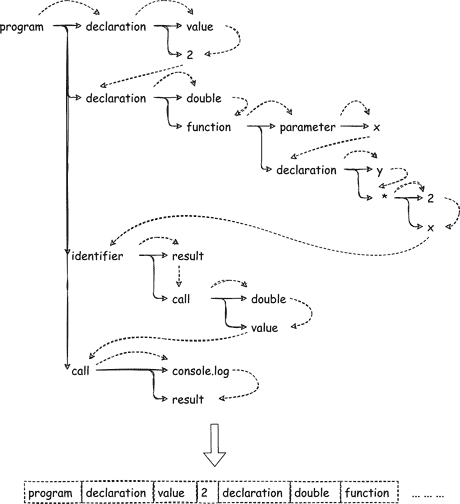 program declaration value
2
declaration double
function parameter x
declaration y
* 2
x
identifier result
call double
value
call console.log
result
program declaration value 2 declaration double function ... ... ...